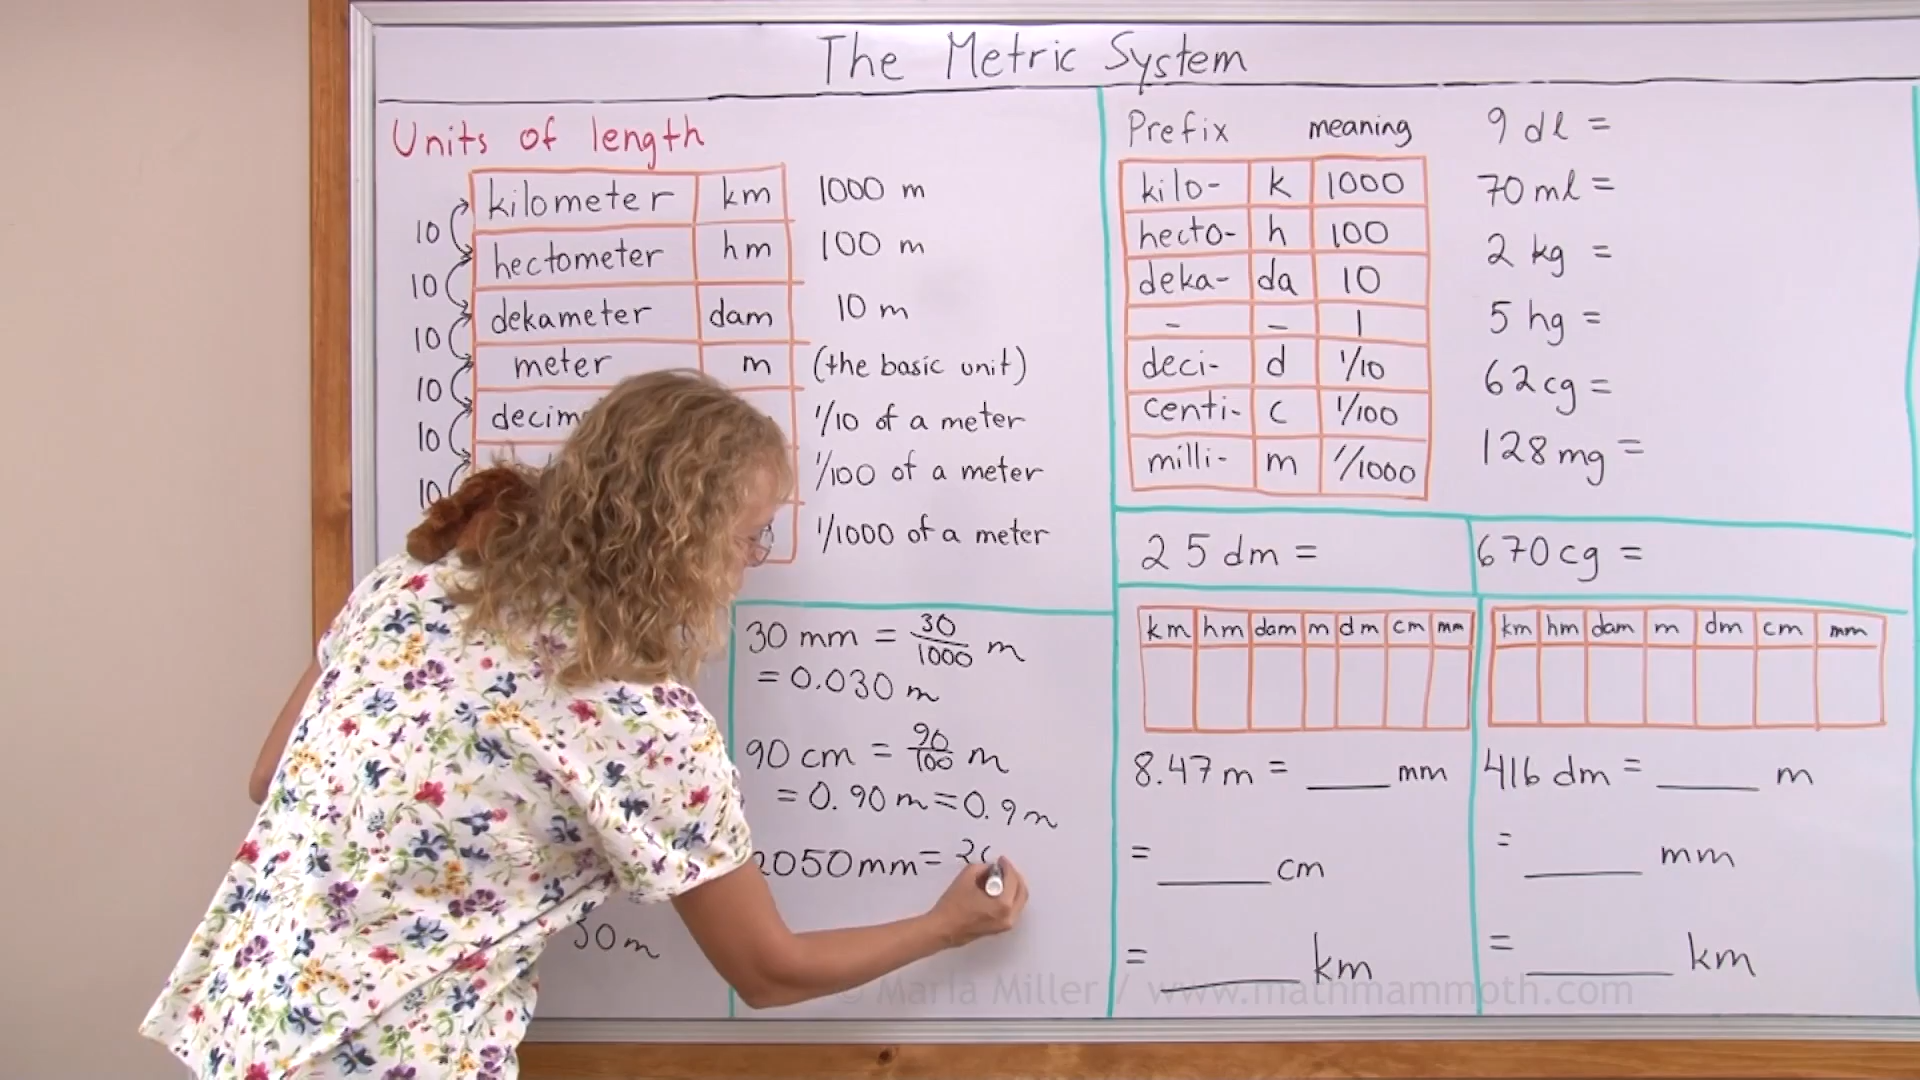 The Metric System
Units of length
kilometer km 1000 m
10
hectometer hm 100 m
10
dekameter dam 10 m
10
meter m (the basic unit)
10
decim 1/10 of a meter
10
1/100 of a meter
10
1/1000 of a meter
30 mm = 30/1000 m
= 0.030 m
90 cm = 90/100 m
= 0.90 m = 0.9 m
2050 mm = 20
30 m
Prefix meaning
kilo- k 1000
hecto- h 100
deka- da 10
- - 1
deci- d 1/10
centi- c 1/100
milli- m 1/1000
9 dl =
70 ml =
2 kg =
5 hg =
62 cg =
128 mg =
25 dm =
670 cg =
km hm dam m dm cm mm
8.47 m = ____ mm
= ____ cm
= ____ km
km hm dam m dm cm mm
416 dm = ____ m
= ____ mm
= ____ km
© Maria Miller / www.mathmammoth.com